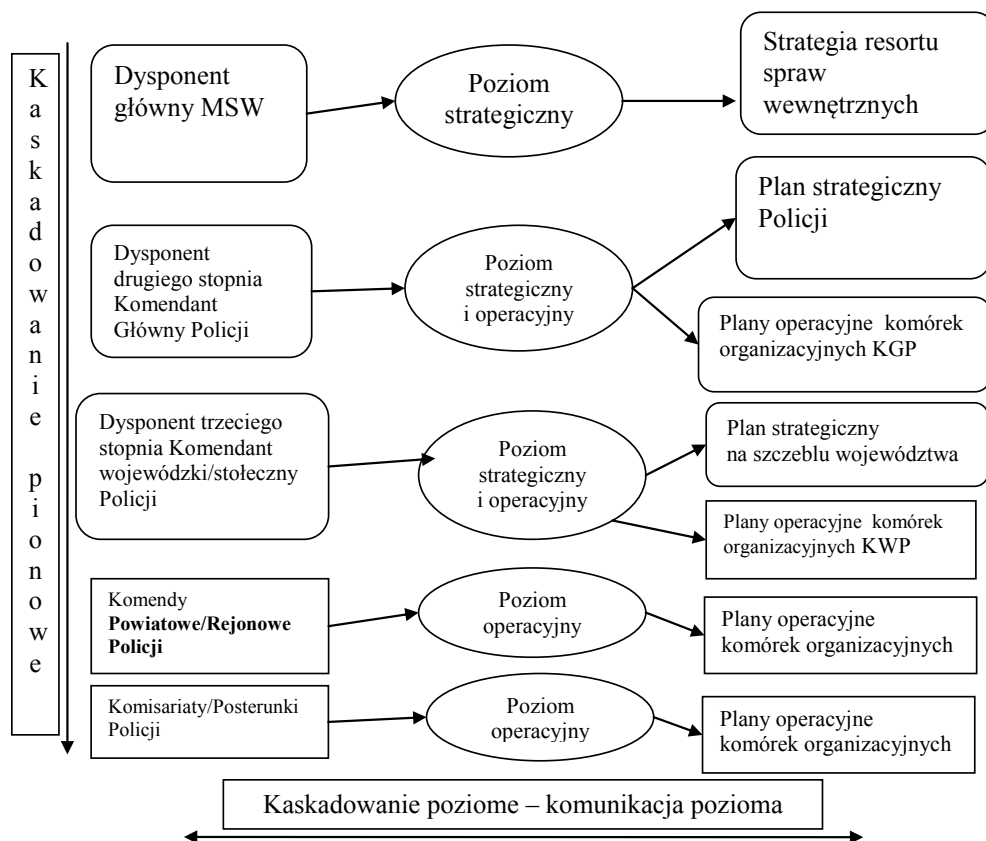 Kaskadowanie pionowe
Dysponent
główny MSW
Poziom
strategiczny
Strategia resortu
spraw
wewnętrznych
Dysponent
drugiego stopnia
Komendant
Główny Policji
Poziom
strategiczny
i operacyjny
Plan strategiczny
Policji
Plany operacyjne komórek
organizacyjnych KGP
Dysponent trzeciego
stopnia Komendant
wojewódzki/stołeczny
Policji
Poziom
strategiczny
i operacyjny
Plan strategiczny
na szczeblu województwa
Plany operacyjne komórek
organizacyjnych KWP
Komendy
Powiatowe/Rejonowe
Policji
Poziom
operacyjny
Plany operacyjne
komórek organizacyjnych
Komisariaty/Posterunki
Policji
Poziom
operacyjny
Plany operacyjne
komórek organizacyjnych
Kaskadowanie poziome – komunikacja pozioma